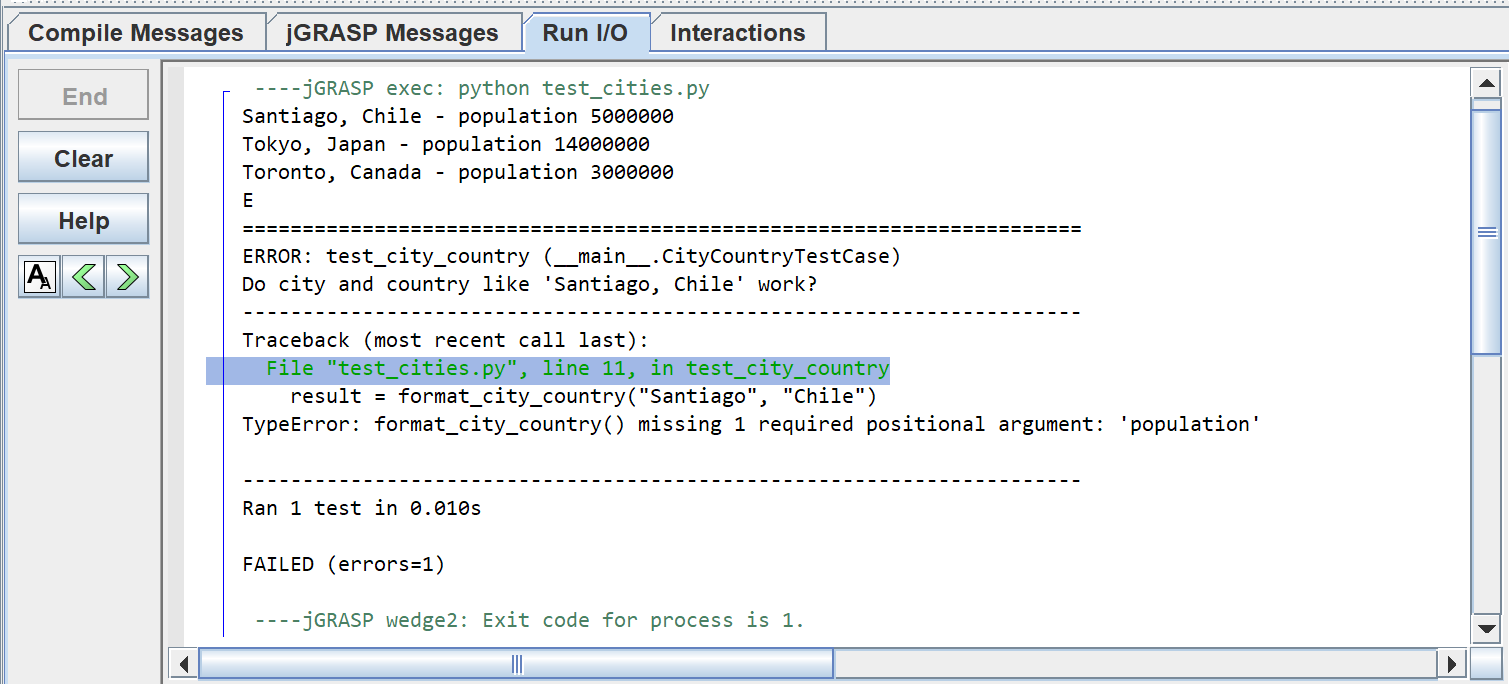 Compile Messages jGRASP Messages Run I/O Interactions
End
Clear
Help
AA
----jGRASP exec: python test_cities.py
Santiago, Chile - population 5000000
Tokyo, Japan - population 14000000
Toronto, Canada - population 3000000
E
======================================================================
ERROR: test_city_country (__main__.CityCountryTestCase)
Do city and country like 'Santiago, Chile' work?
----------------------------------------------------------------------
Traceback (most recent call last):
  File "test_cities.py", line 11, in test_city_country
    result = format_city_country("Santiago", "Chile")
TypeError: format_city_country() missing 1 required positional argument: 'population'
----------------------------------------------------------------------
Ran 1 test in 0.010s
FAILED (errors=1)
----jGRASP wedge2: Exit code for process is 1.